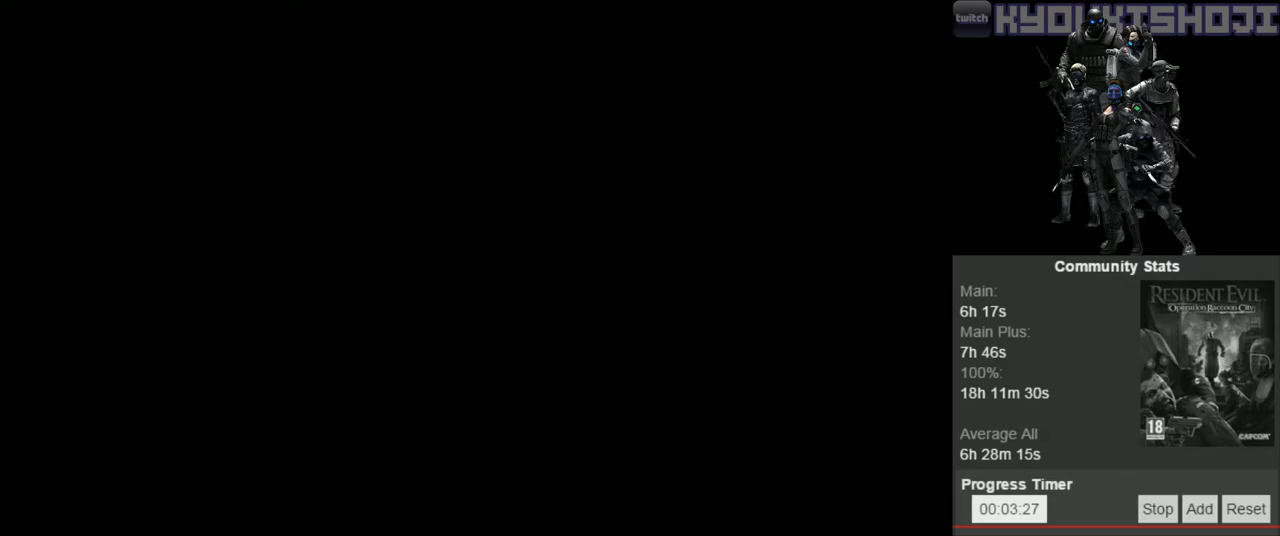 twitch KYOUKISHOJI
Community Stats
Main:
6h 17s
Main Plus:
7h 46s
100%:
18h 11m 30s
Average All
6h 28m 15s
RESIDENT EVIL
Operation Raccoon City
18
CAPCOM
Progress Timer
00:03:27 Stop Add Reset